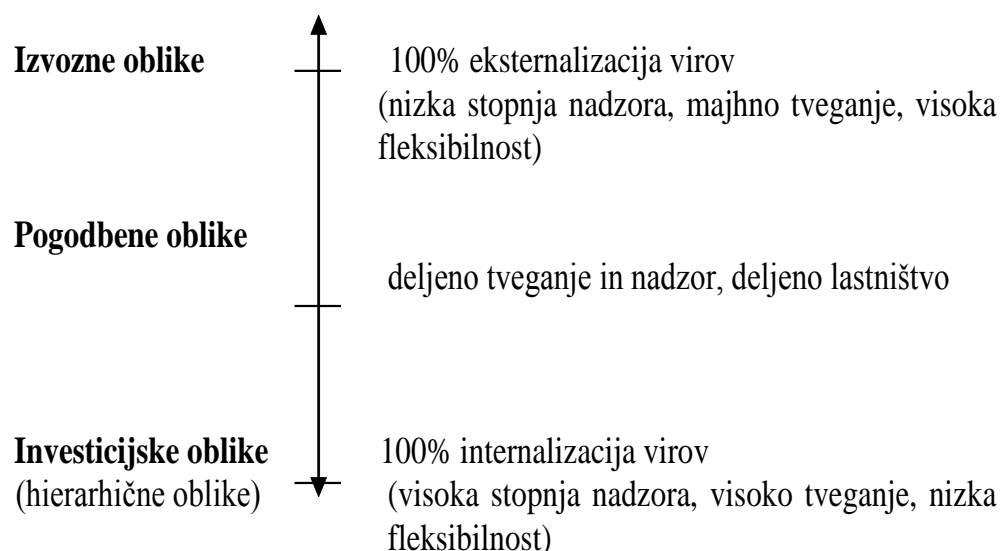 Izvozne oblike
100% eksternalizacija virov
(nizka stopnja nadzora, majhno tveganje, visoka
fleksibilnost)
Pogodbene oblike
deljeno tveganje in nadzor, deljeno lastništvo
Investicijske oblike
(hierarhične oblike)
100% internalizacija virov
(visoka stopnja nadzora, visoko tveganje, nizka
fleksibilnost)